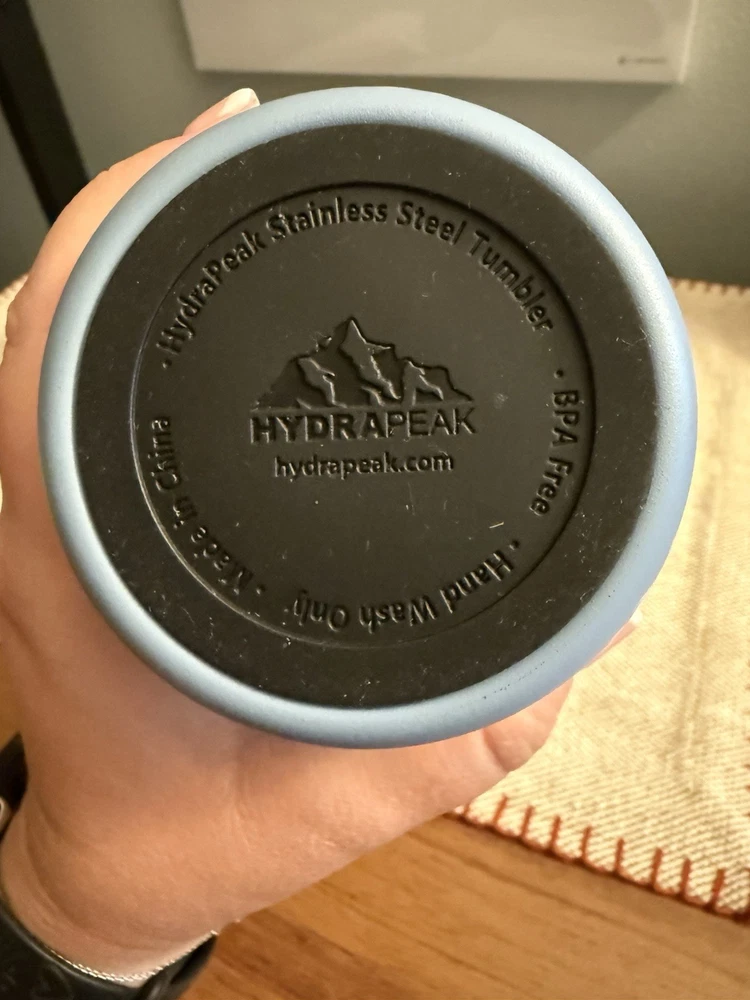 · HydraPeak Stainless Steel Tumbler
· BPA Free
· Hand Wash Only
· Made in China
HYDRAPEAK
hydrapeak.com